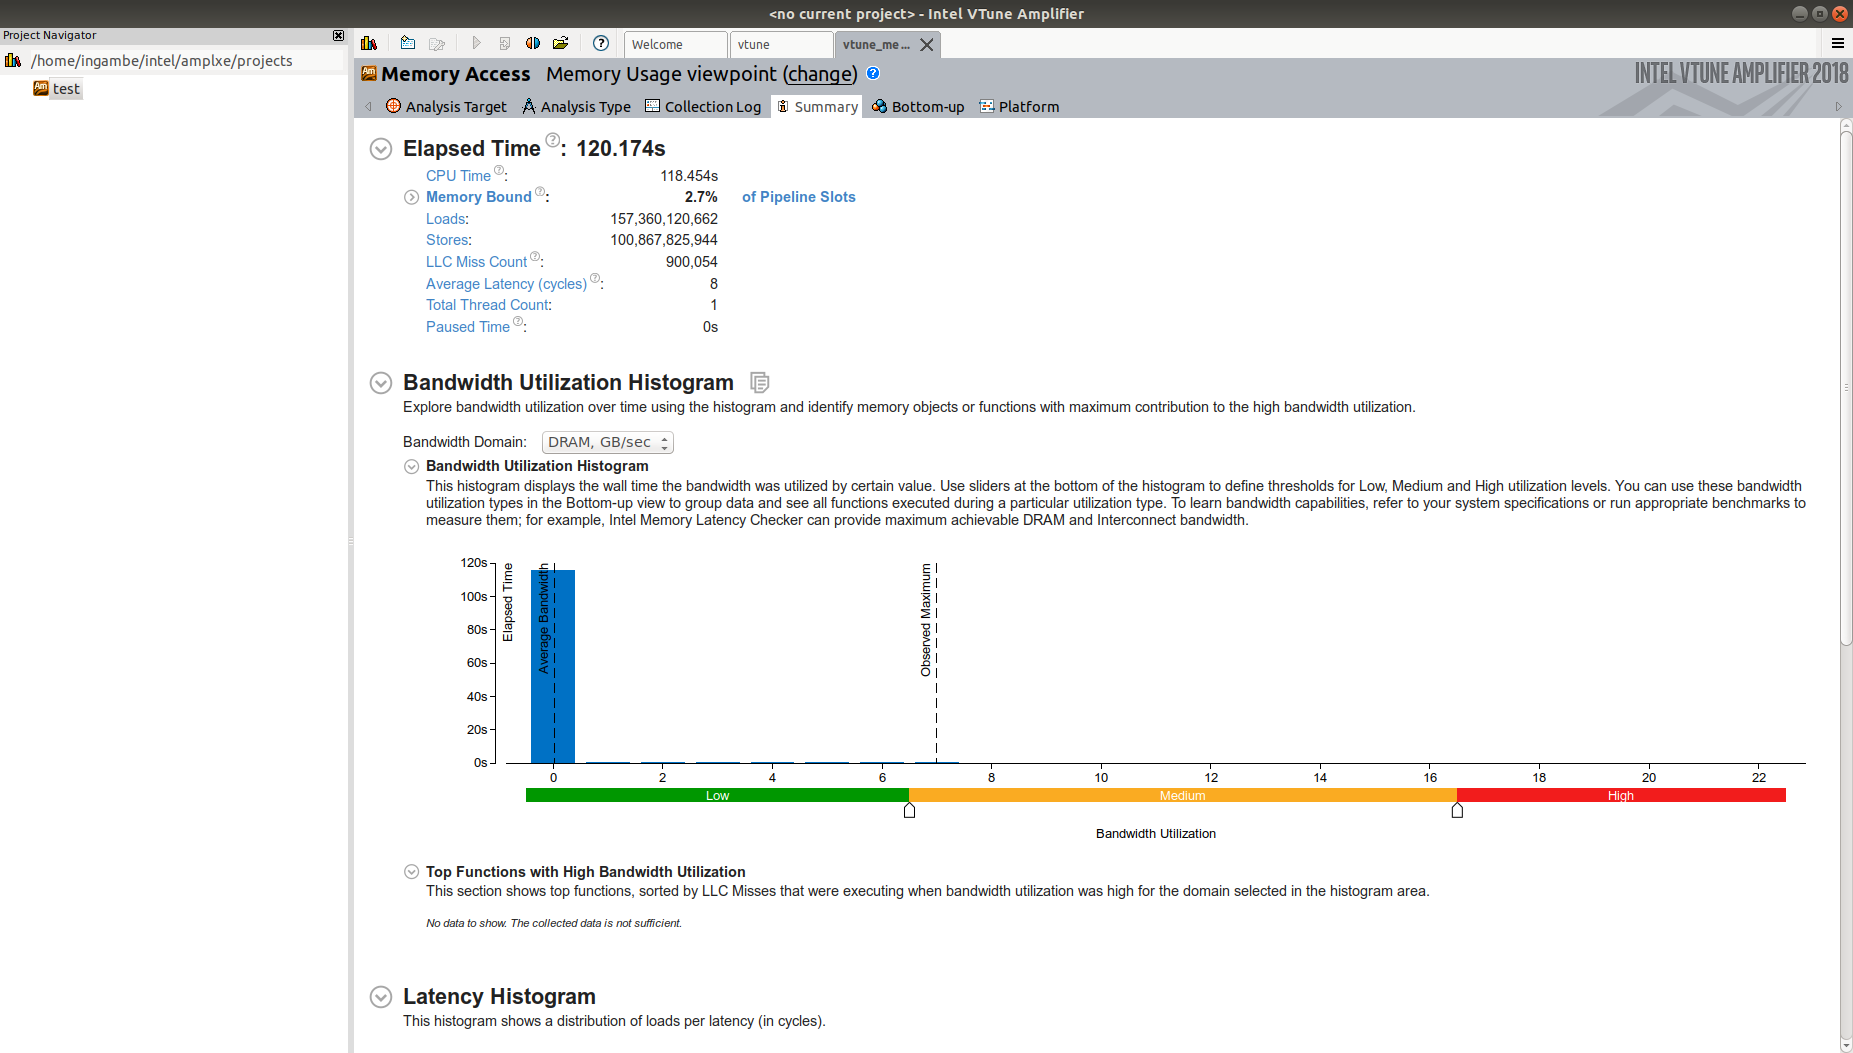 <no current project> - Intel VTune Amplifier
Project Navigator
/home/ingambe/intel/amplxe/projects
test
Welcome
vtune
vtune_me...
Memory Access Memory Usage viewpoint (change)
INTEL VTUNE AMPLIFIER 2018
Analysis Target Analysis Type Collection Log Summary Bottom-up Platform
Elapsed Time: 120.174s
CPU Time: 118.454s
Memory Bound: 2.7% of Pipeline Slots
Loads: 157,360,120,662
Stores: 100,867,825,944
LLC Miss Count: 900,054
Average Latency (cycles): 8
Total Thread Count: 1
Paused Time: 0s
Bandwidth Utilization Histogram
Explore bandwidth utilization over time using the histogram and identify memory objects or functions with maximum contribution to the high bandwidth utilization.
Bandwidth Domain: DRAM, GB/sec
Bandwidth Utilization Histogram
This histogram displays the wall time the bandwidth was utilized by certain value. Use sliders at the bottom of the histogram to define thresholds for Low, Medium and High utilization levels. You can use these bandwidth
utilization types in the Bottom-up view to group data and see all functions executed during a particular utilization type. To learn bandwidth capabilities, refer to your system specifications or run appropriate benchmarks to
measure them; for example, Intel Memory Latency Checker can provide maximum achievable DRAM and Interconnect bandwidth.
120s
100s
80s
60s
40s
20s
0s
Elapsed Time
Average Bandwidth
Observed Maximum
0 2 4 6 8 10 12 14 16 18 20 22
Low Medium High
Bandwidth Utilization
Top Functions with High Bandwidth Utilization
This section shows top functions, sorted by LLC Misses that were executing when bandwidth utilization was high for the domain selected in the histogram area.
No data to show. The collected data is not sufficient.
Latency Histogram
This histogram shows a distribution of loads per latency (in cycles).